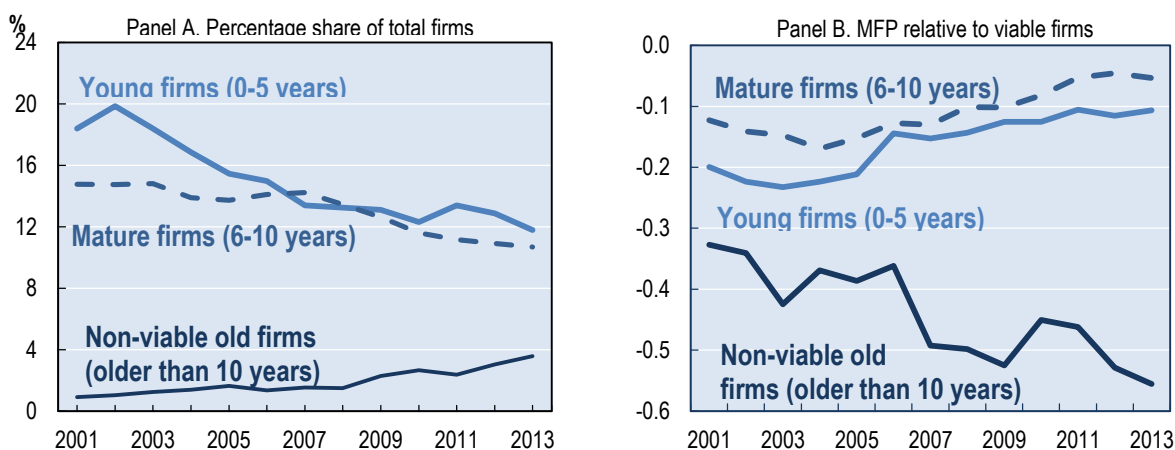 %
Panel A. Percentage share of total firms
24
20
16
12
8
4
0
Young firms (0-5 years)
Mature firms (6-10 years)
Non-viable old firms
(older than 10 years)
2001 2003 2005 2007 2009 2011 2013
Panel B. MFP relative to viable firms
0.0
-0.1
-0.2
-0.3
-0.4
-0.5
-0.6
Mature firms (6-10 years)
Young firms (0-5 years)
Non-viable old
firms (older than 10 years)
2001 2003 2005 2007 2009 2011 2013